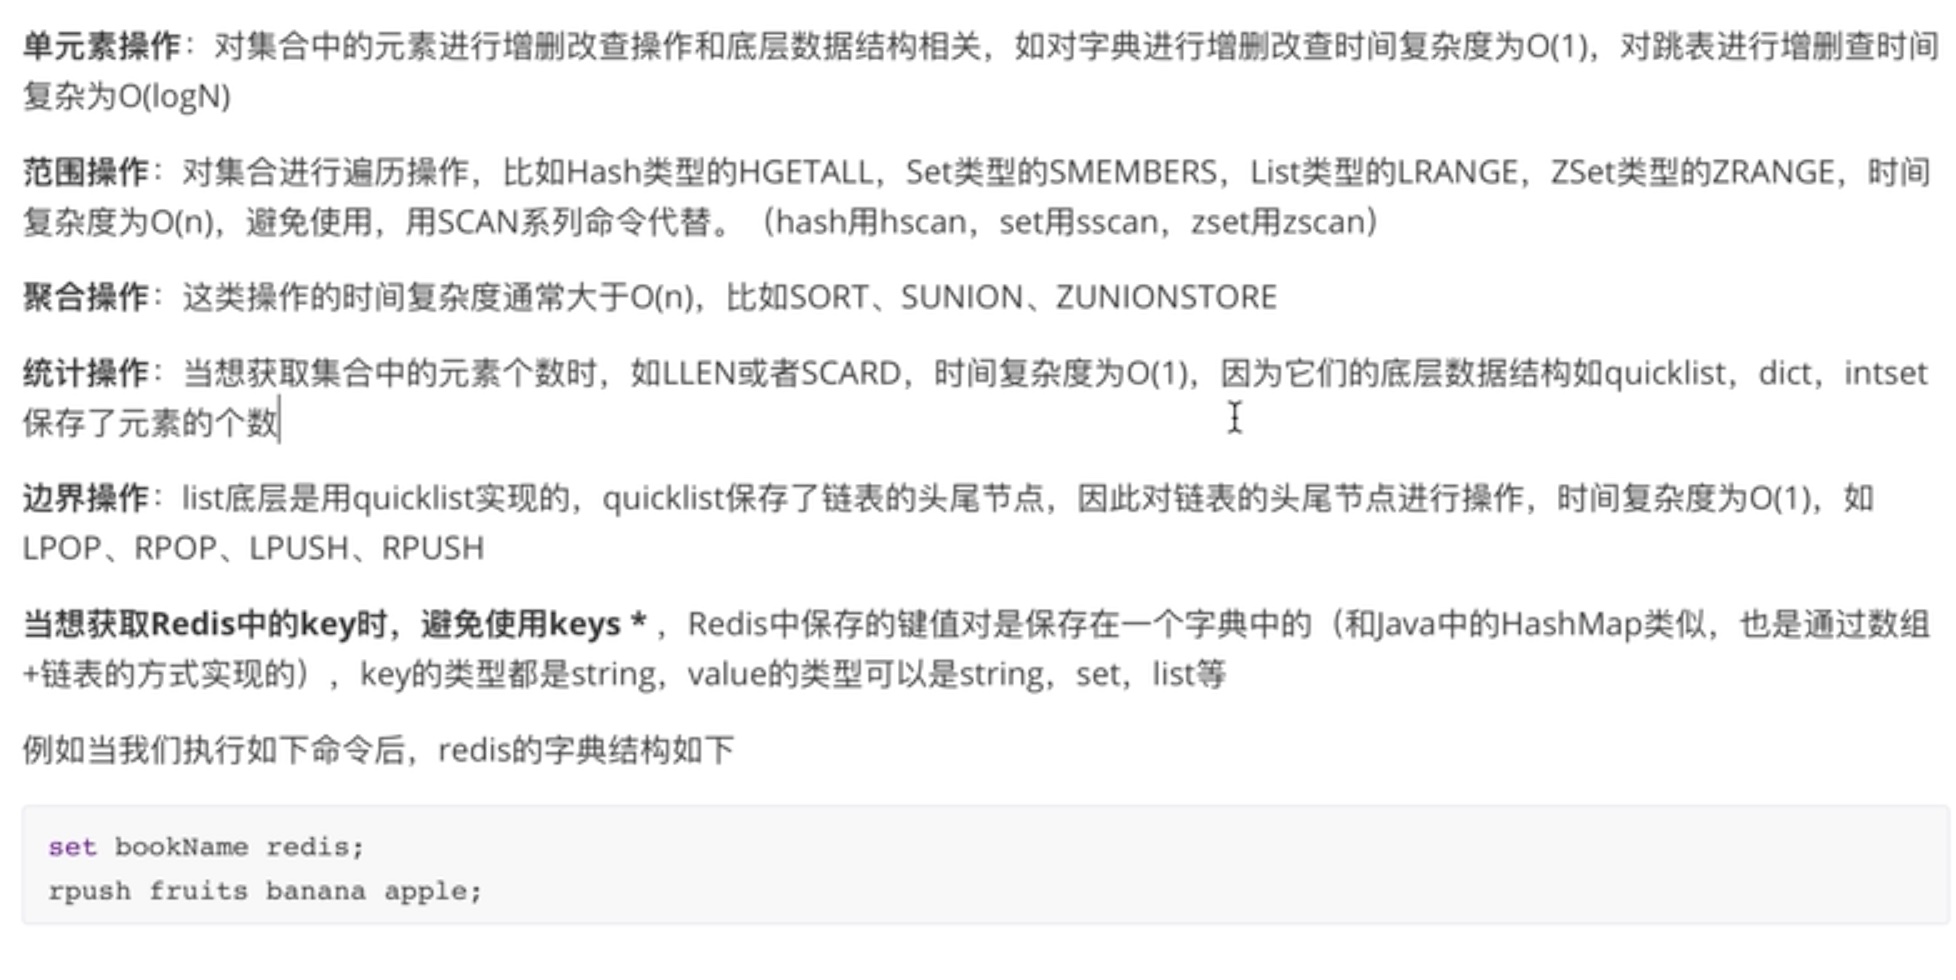 单元素操作：对集合中的元素进行增删改查操作和底层数据结构相关，如对字典进行增删改查时间复杂度为O(1)，对跳表进行增删查时间
复杂为O(logN)
范围操作：对集合进行遍历操作，比如Hash类型的HGETALL，Set类型的SMEMBERS，List类型的LRANGE，ZSet类型的ZRANGE，时间
复杂度为O(n)，避免使用，用SCAN系列命令代替。（hash用hscan，set用sscan，zset用zscan）
聚合操作：这类操作的时间复杂度通常大于O(n)，比如SORT、SUNION、ZUNIONSTORE
统计操作：当想获取集合中的元素个数时，如LLEN或者SCARD，时间复杂度为O(1)，因为它们的底层数据结构如quicklist，dict，intset
保存了元素的个数
边界操作：list底层是用quicklist实现的，quicklist保存了链表的头尾节点，因此对链表的头尾节点进行操作，时间复杂度为O(1)，如
LPOP、RPOP、LPUSH、RPUSH
当想获取Redis中的key时，避免使用keys * ，Redis中保存的键值对是保存在一个字典中的（和Java中的HashMap类似，也是通过数组
+链表的方式实现的），key的类型都是string，value的类型可以是string，set，list等
例如当我们执行如下命令后，redis的字典结构如下
set bookName redis;
rpush fruits banana apple;